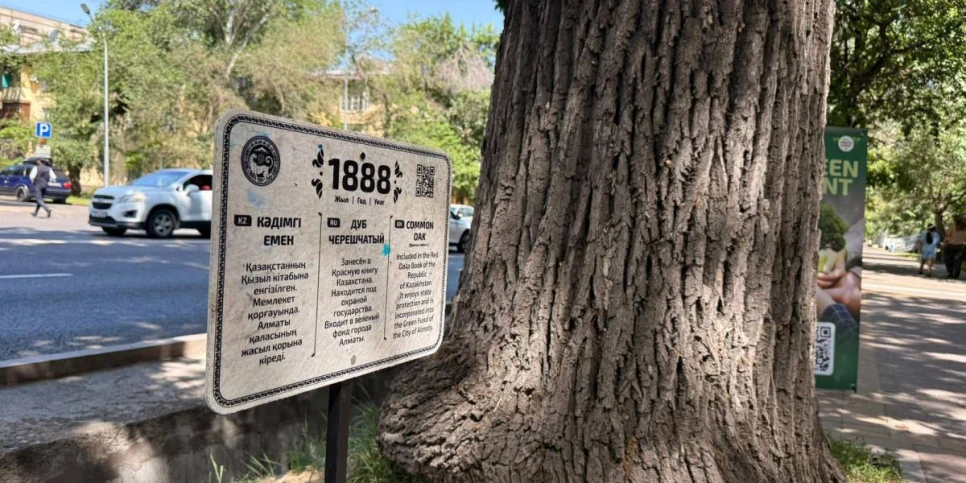 P
1888
Жыл | Год | Year
KZ КӘДІМГІ
ЕМЕН
Қазақстанның
Қызыл кітабына
енгізілген.
Мемлекет
қорғауында.
Алматы
қаласының
жасыл қорына
кіреді.
RU ДУБ
ЧЕРЕШЧАТЫЙ
Занесён в
Красную книгу
Казахстана.
Находится под
охраной
государства.
Входит в зеленый
фонд города
Алматы.
EN COMMON
OAK
Included in the Red
Data Book of the
Republic
of Kazakhstan.
It enjoys state
protection and is
incorporated into
the Green Fund of
the City of Almaty.
EEN
NT